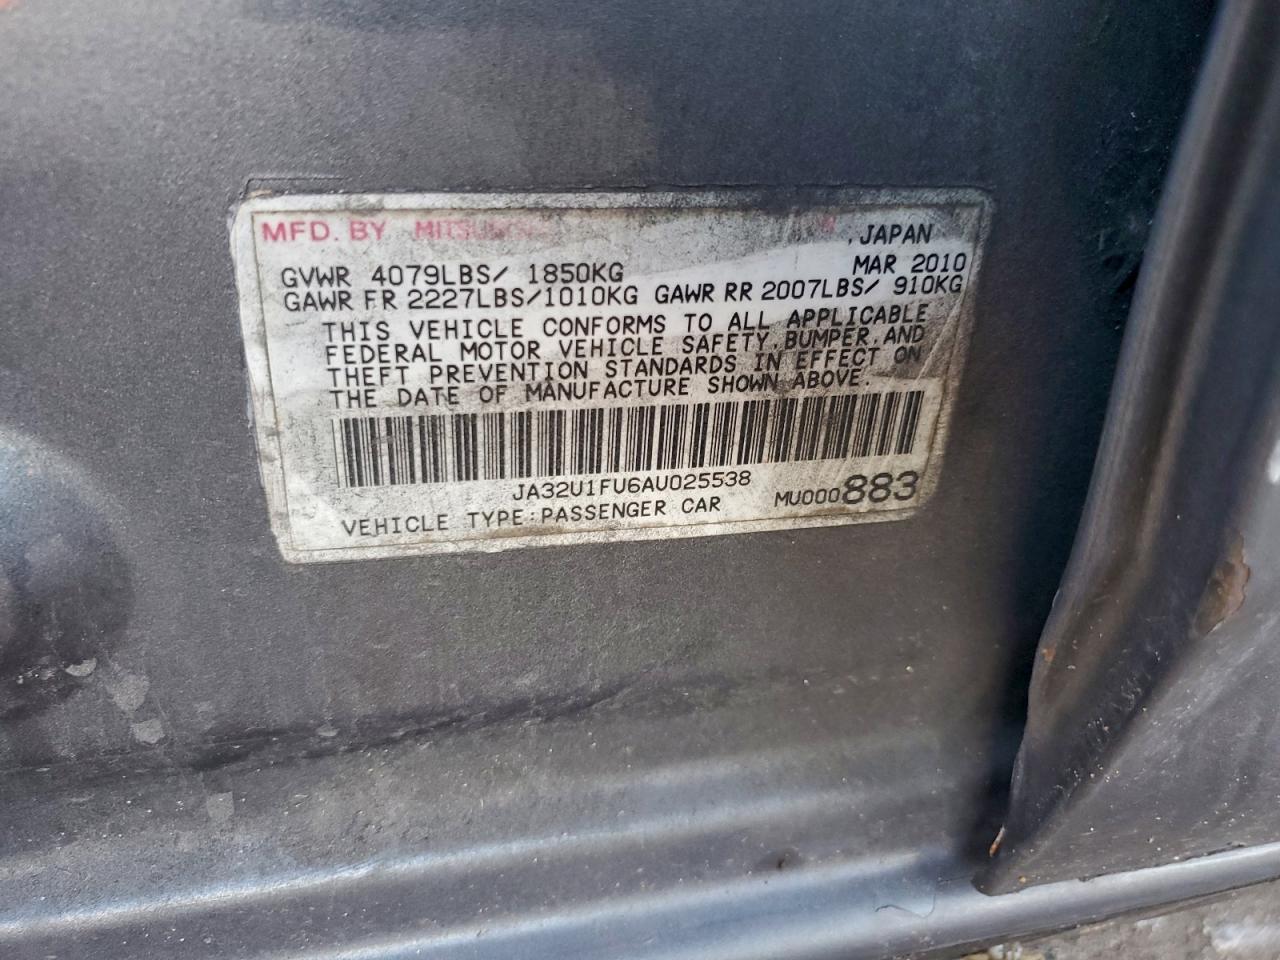 MFD. BY MITSUBISHI , JAPAN
GVWR 4079LBS/ 1850KG MAR 2010
GAWR FR 2227LBS/1010KG GAWR RR 2007LBS/ 910KG
THIS VEHICLE CONFORMS TO ALL APPLICABLE
FEDERAL MOTOR VEHICLE SAFETY, BUMPER, AND
THEFT PREVENTION STANDARDS IN EFFECT ON
THE DATE OF MANUFACTURE SHOWN ABOVE.
JA32U1FU6AU025538
VEHICLE TYPE:PASSENGER CAR MU000883